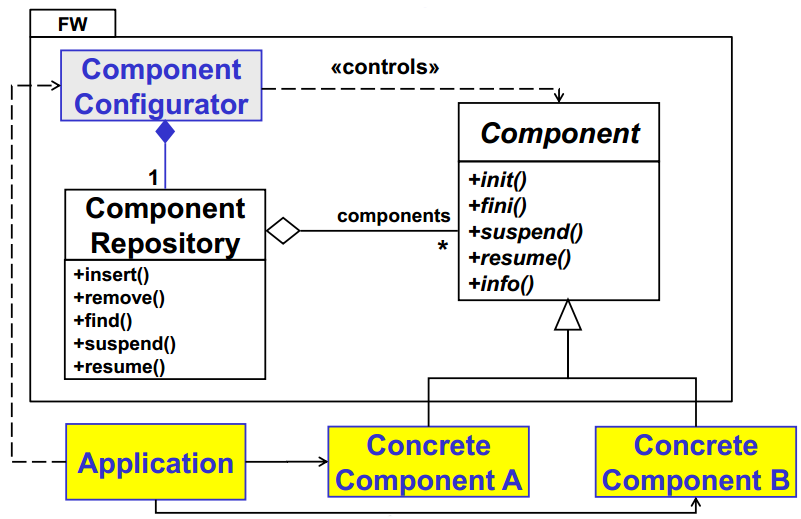 FW
Component
Configurator
«controls»
Component
+init()
+fini()
+suspend()
+resume()
+info()
1
Component
Repository
+insert()
+remove()
+find()
+suspend()
+resume()
components
*
Application
Concrete
Component A
Concrete
Component B